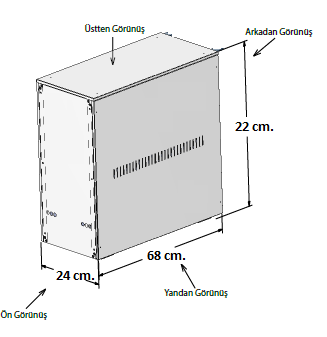 Üstten Görünüş
Arkadan Görünüş
22 cm.
68 cm.
24 cm.
Yandan Görünüş
Ön Görünüş